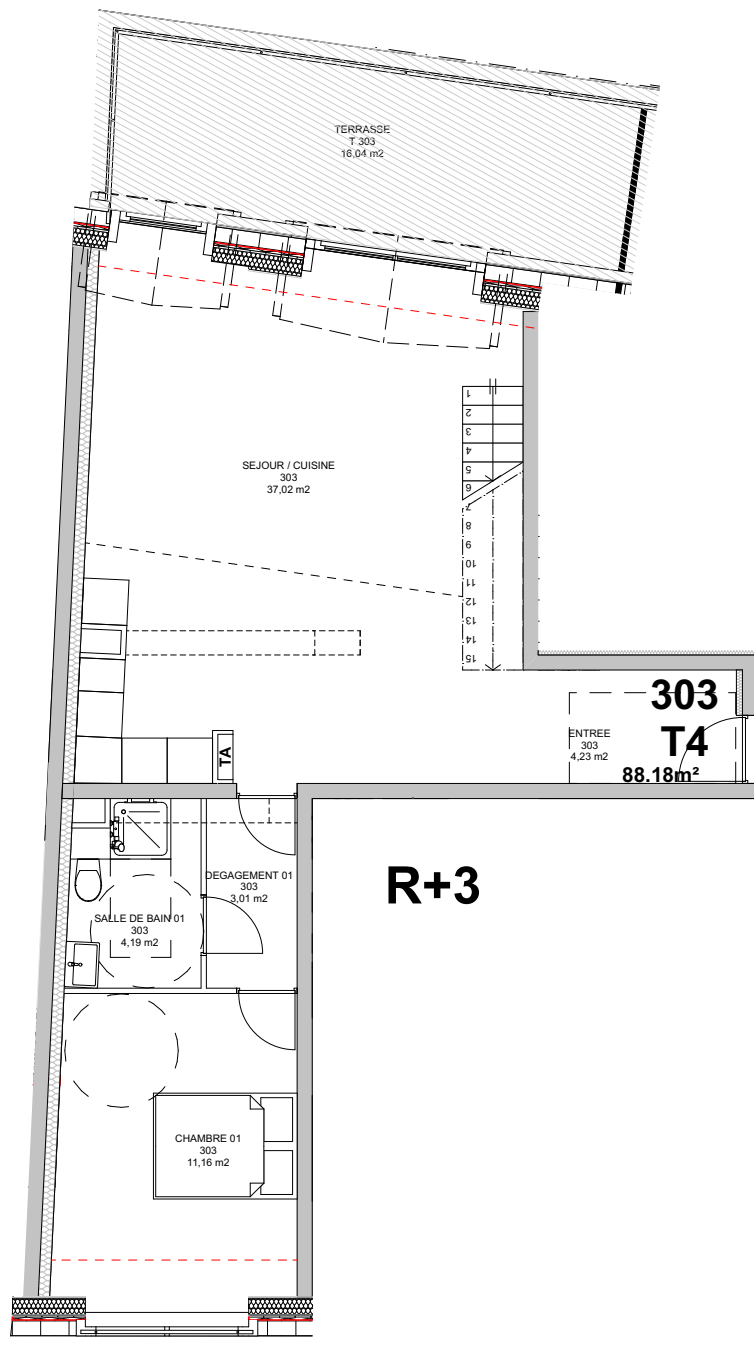 TERRASSE
T 303
16,04 m2
SEJOUR / CUISINE
303
37,02 m2
1
2
3
4
5
6
7
8
9
10
11
12
13
14
15
303
T4
88.18m²
ENTREE
303
4,23 m2
TA
R+3
DEGAGEMENT 01
303
3,01 m2
SALLE DE BAIN 01
303
4,19 m2
CHAMBRE 01
303
11,16 m2